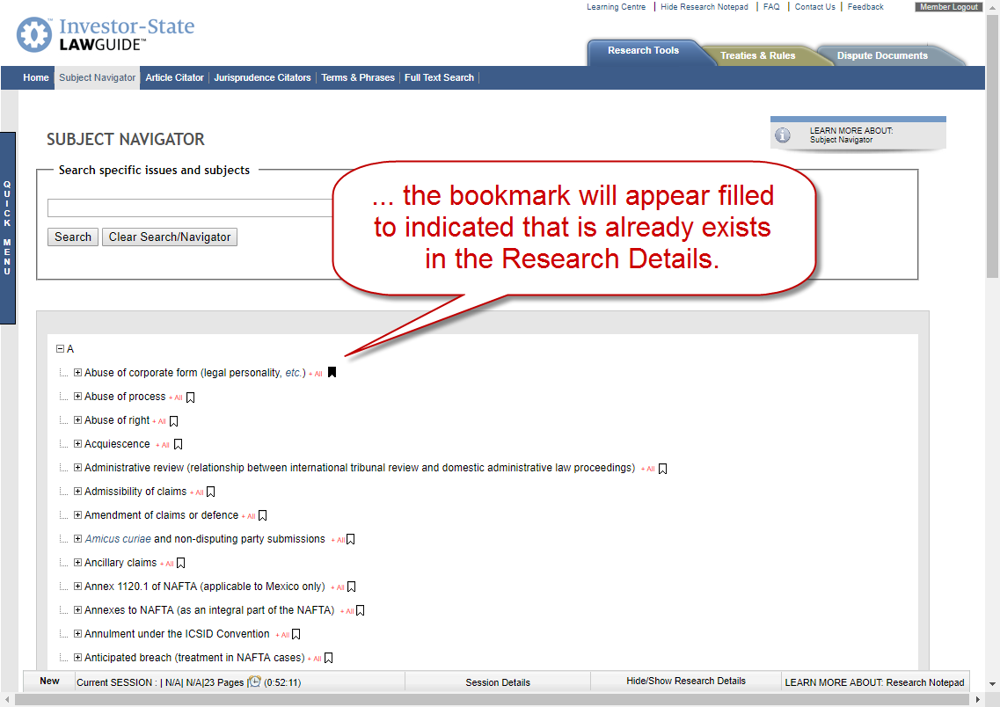 Learning Centre | Hide Research Notepad | FAQ | Contact Us | Feedback
Member Logout
Investor-State
LAWGUIDE™
Research Tools
Treaties & Rules
Dispute Documents
Home
Subject Navigator
Article Citator
Jurisprudence Citators
Terms & Phrases
Full Text Search
QUICK MENU
SUBJECT NAVIGATOR
LEARN MORE ABOUT:
Subject Navigator
Search specific issues and subjects
... the bookmark will appear filled
to indicated that is already exists
in the Research Details.
Search
Clear Search/Navigator
A
Abuse of corporate form (legal personality, etc.) + All
Abuse of process + All
Abuse of right + All
Acquiescence + All
Administrative review (relationship between international tribunal review and domestic administrative law proceedings) + All
Admissibility of claims + All
Amendment of claims or defence + All
Amicus curiae and non-disputing party submissions + All
Ancillary claims + All
Annex 1120.1 of NAFTA (applicable to Mexico only) + All
Annexes to NAFTA (as an integral part of the NAFTA) + All
Annulment under the ICSID Convention + All
Anticipated breach (treatment in NAFTA cases) + All
New
Current SESSION : | N/A| N/A|23 Pages | (0:52:11)
Session Details
Hide/Show Research Details
LEARN MORE ABOUT: Research Notepad